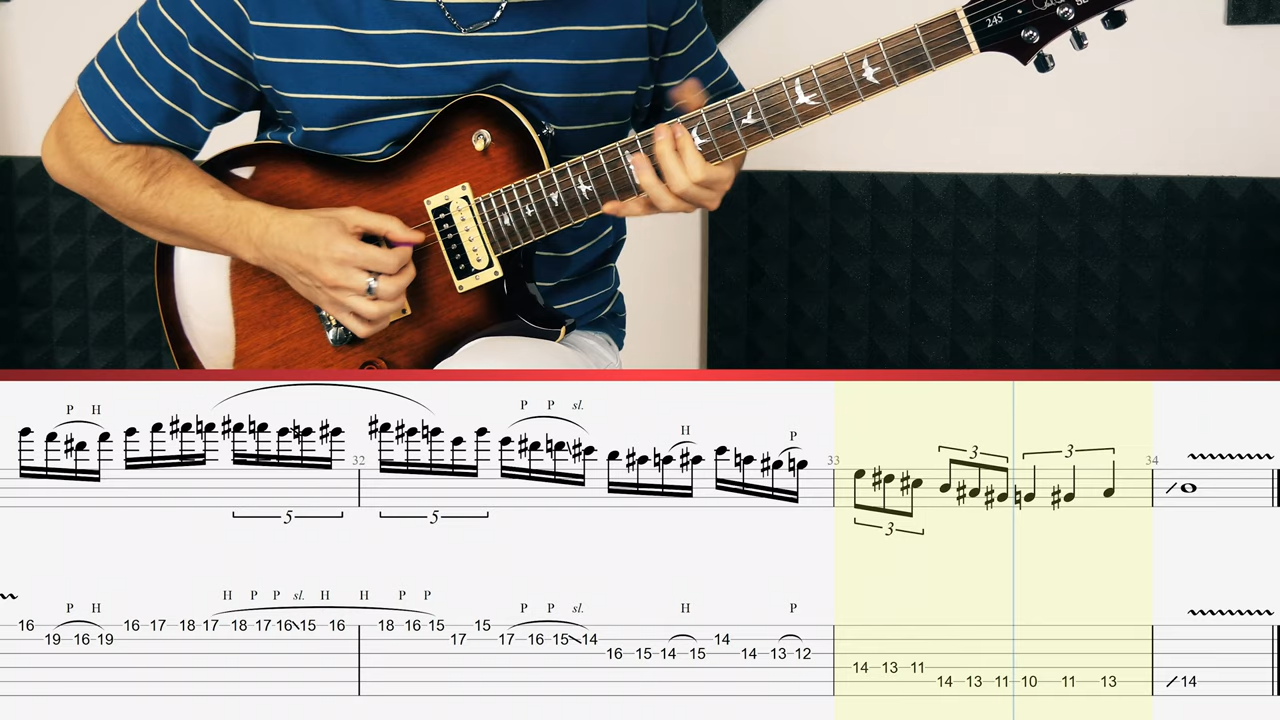 245
P H
P P sl.
H
P
5
32
5
33
3
3
3
34
P H
H P P sl. H H P P
P P sl.
H
P
16 19 16 19 16 17 18 17 18 17 16 15 16 18 16 15 17 15 17 16 15 14 16 15 14 15 14 14 13 12
14 13 11
14 13 11 10 11 13 14